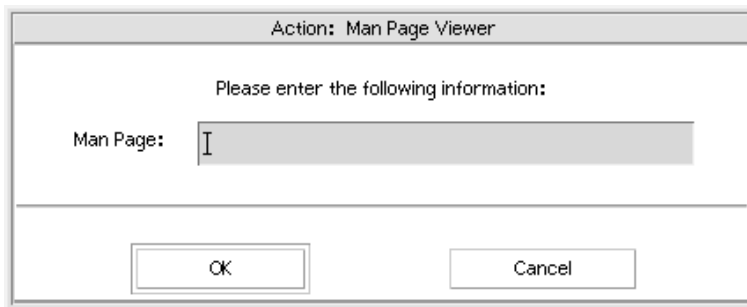 Action: Man Page Viewer
Please enter the following information:
Man Page:
OK
Cancel